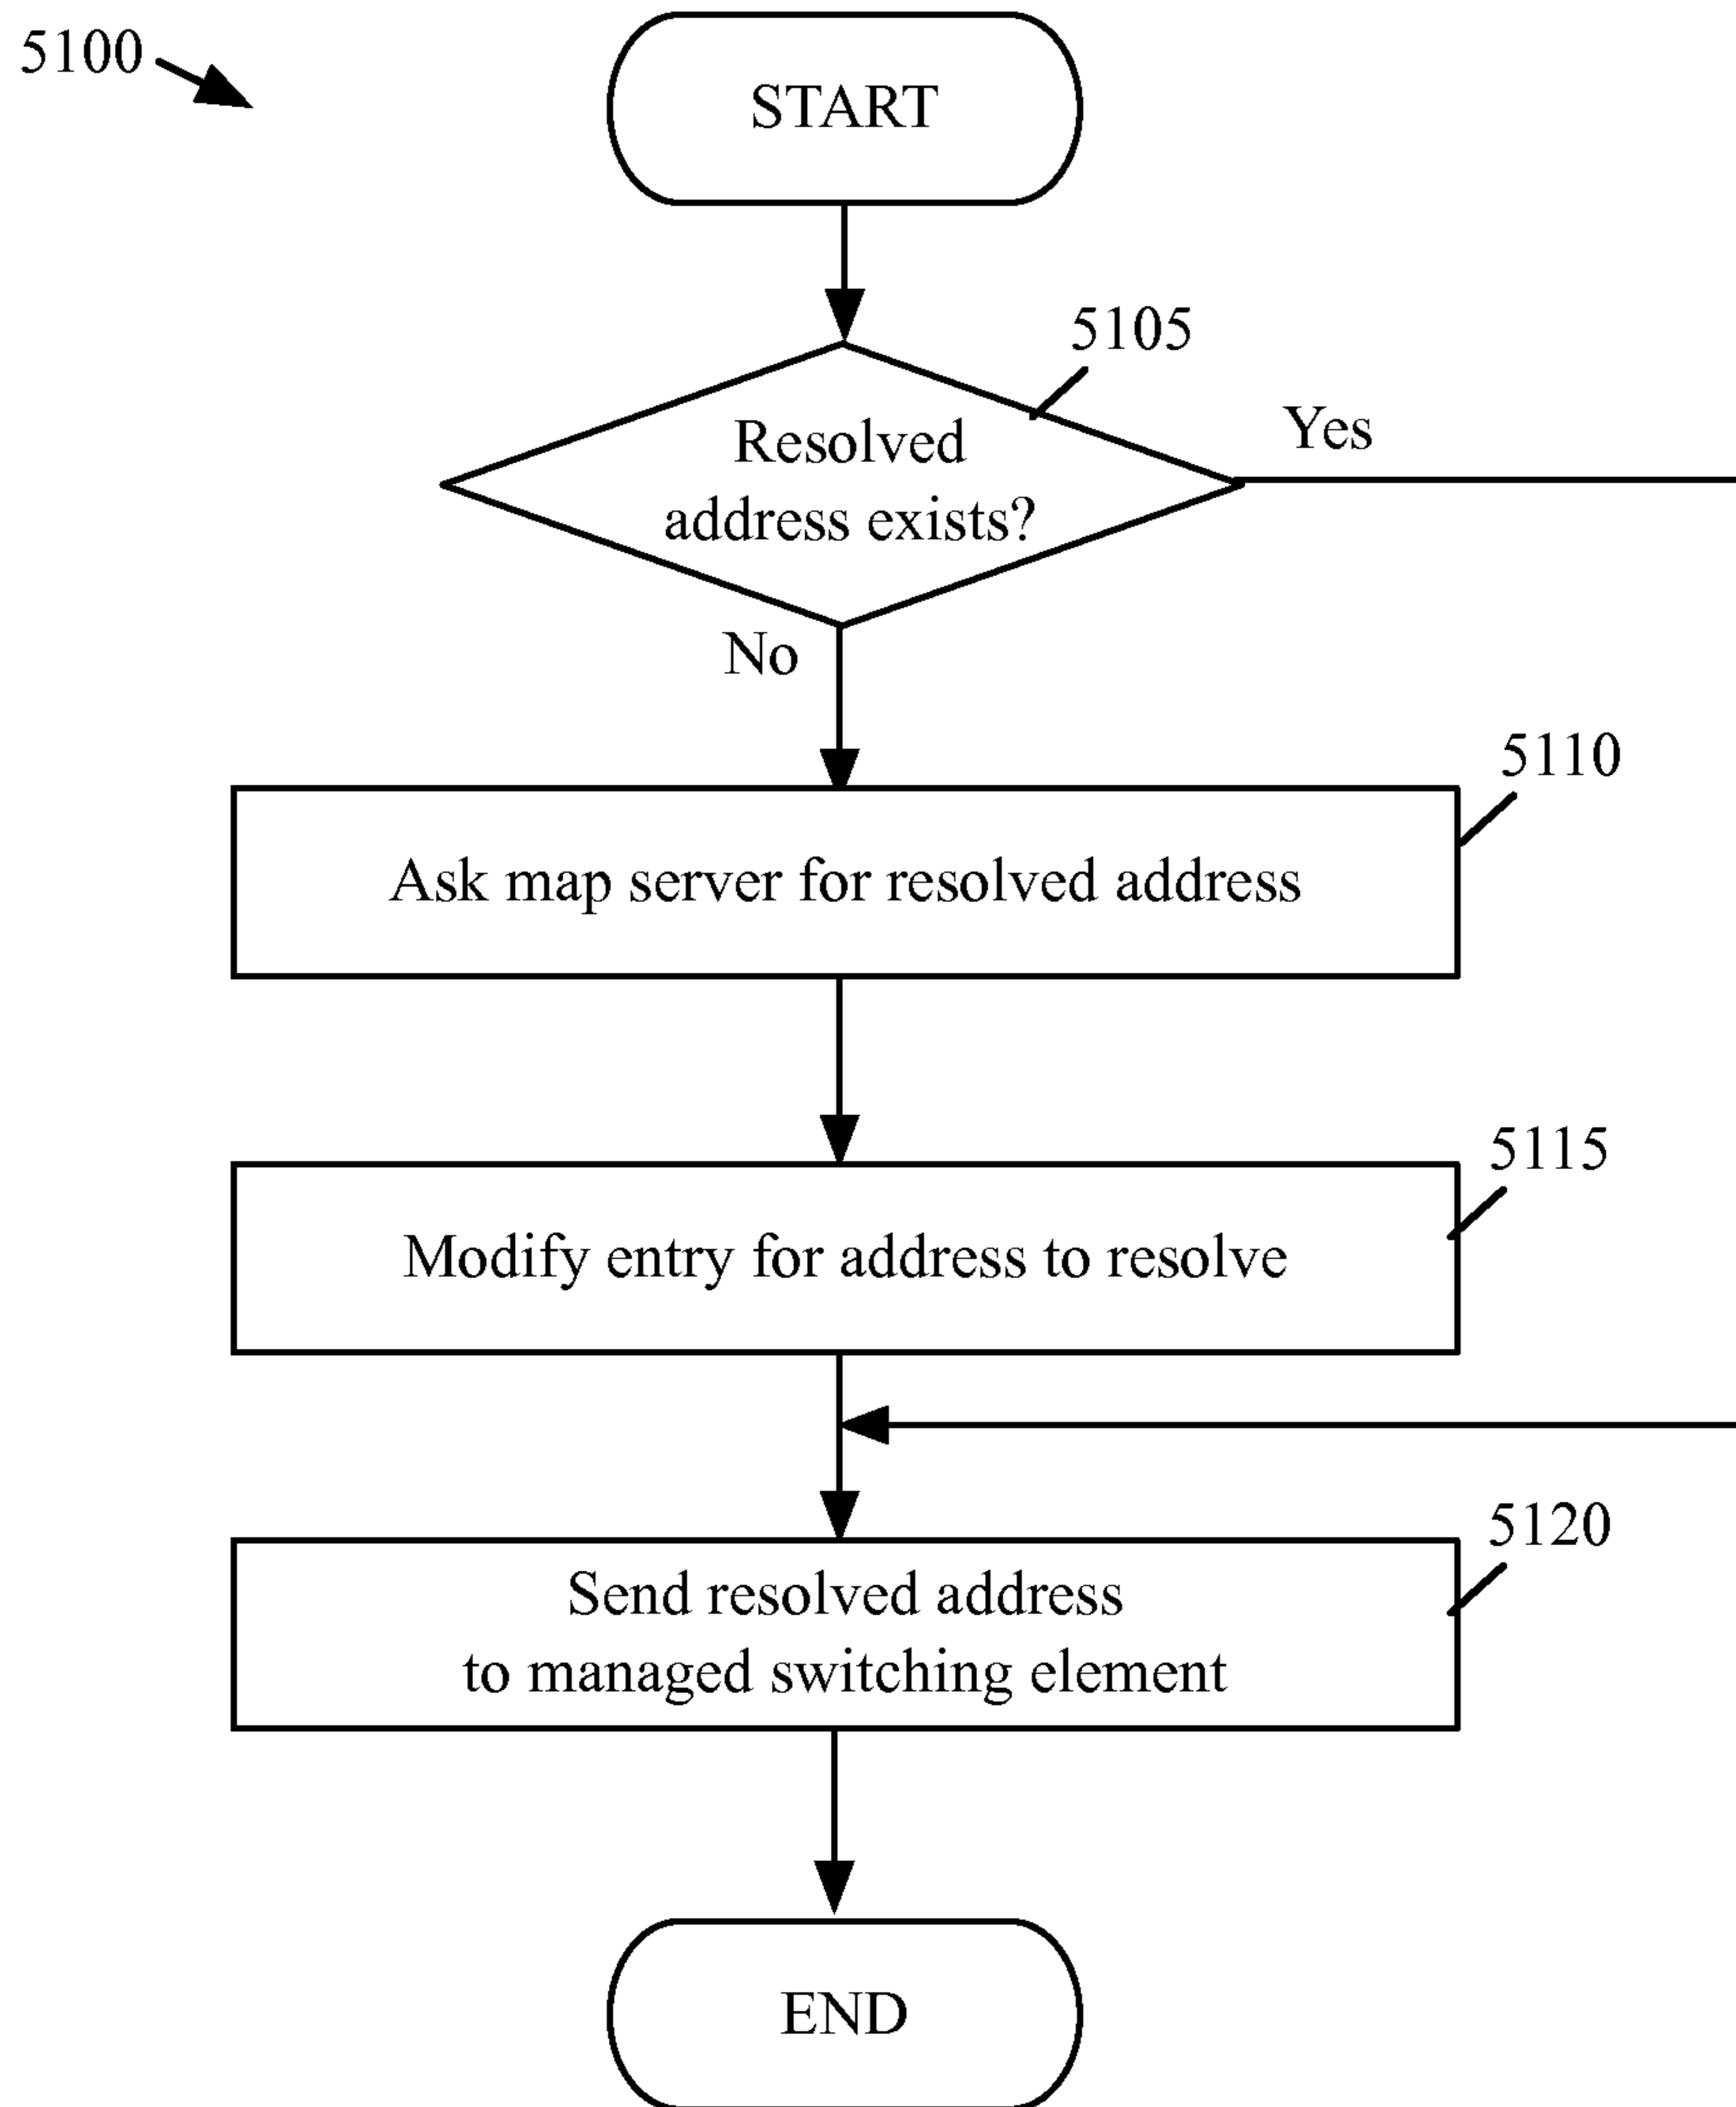 5100
START
5105
Resolved
address exists?
Yes
No
5110
Ask map server for resolved address
5115
Modify entry for address to resolve
5120
Send resolved address
to managed switching element
END